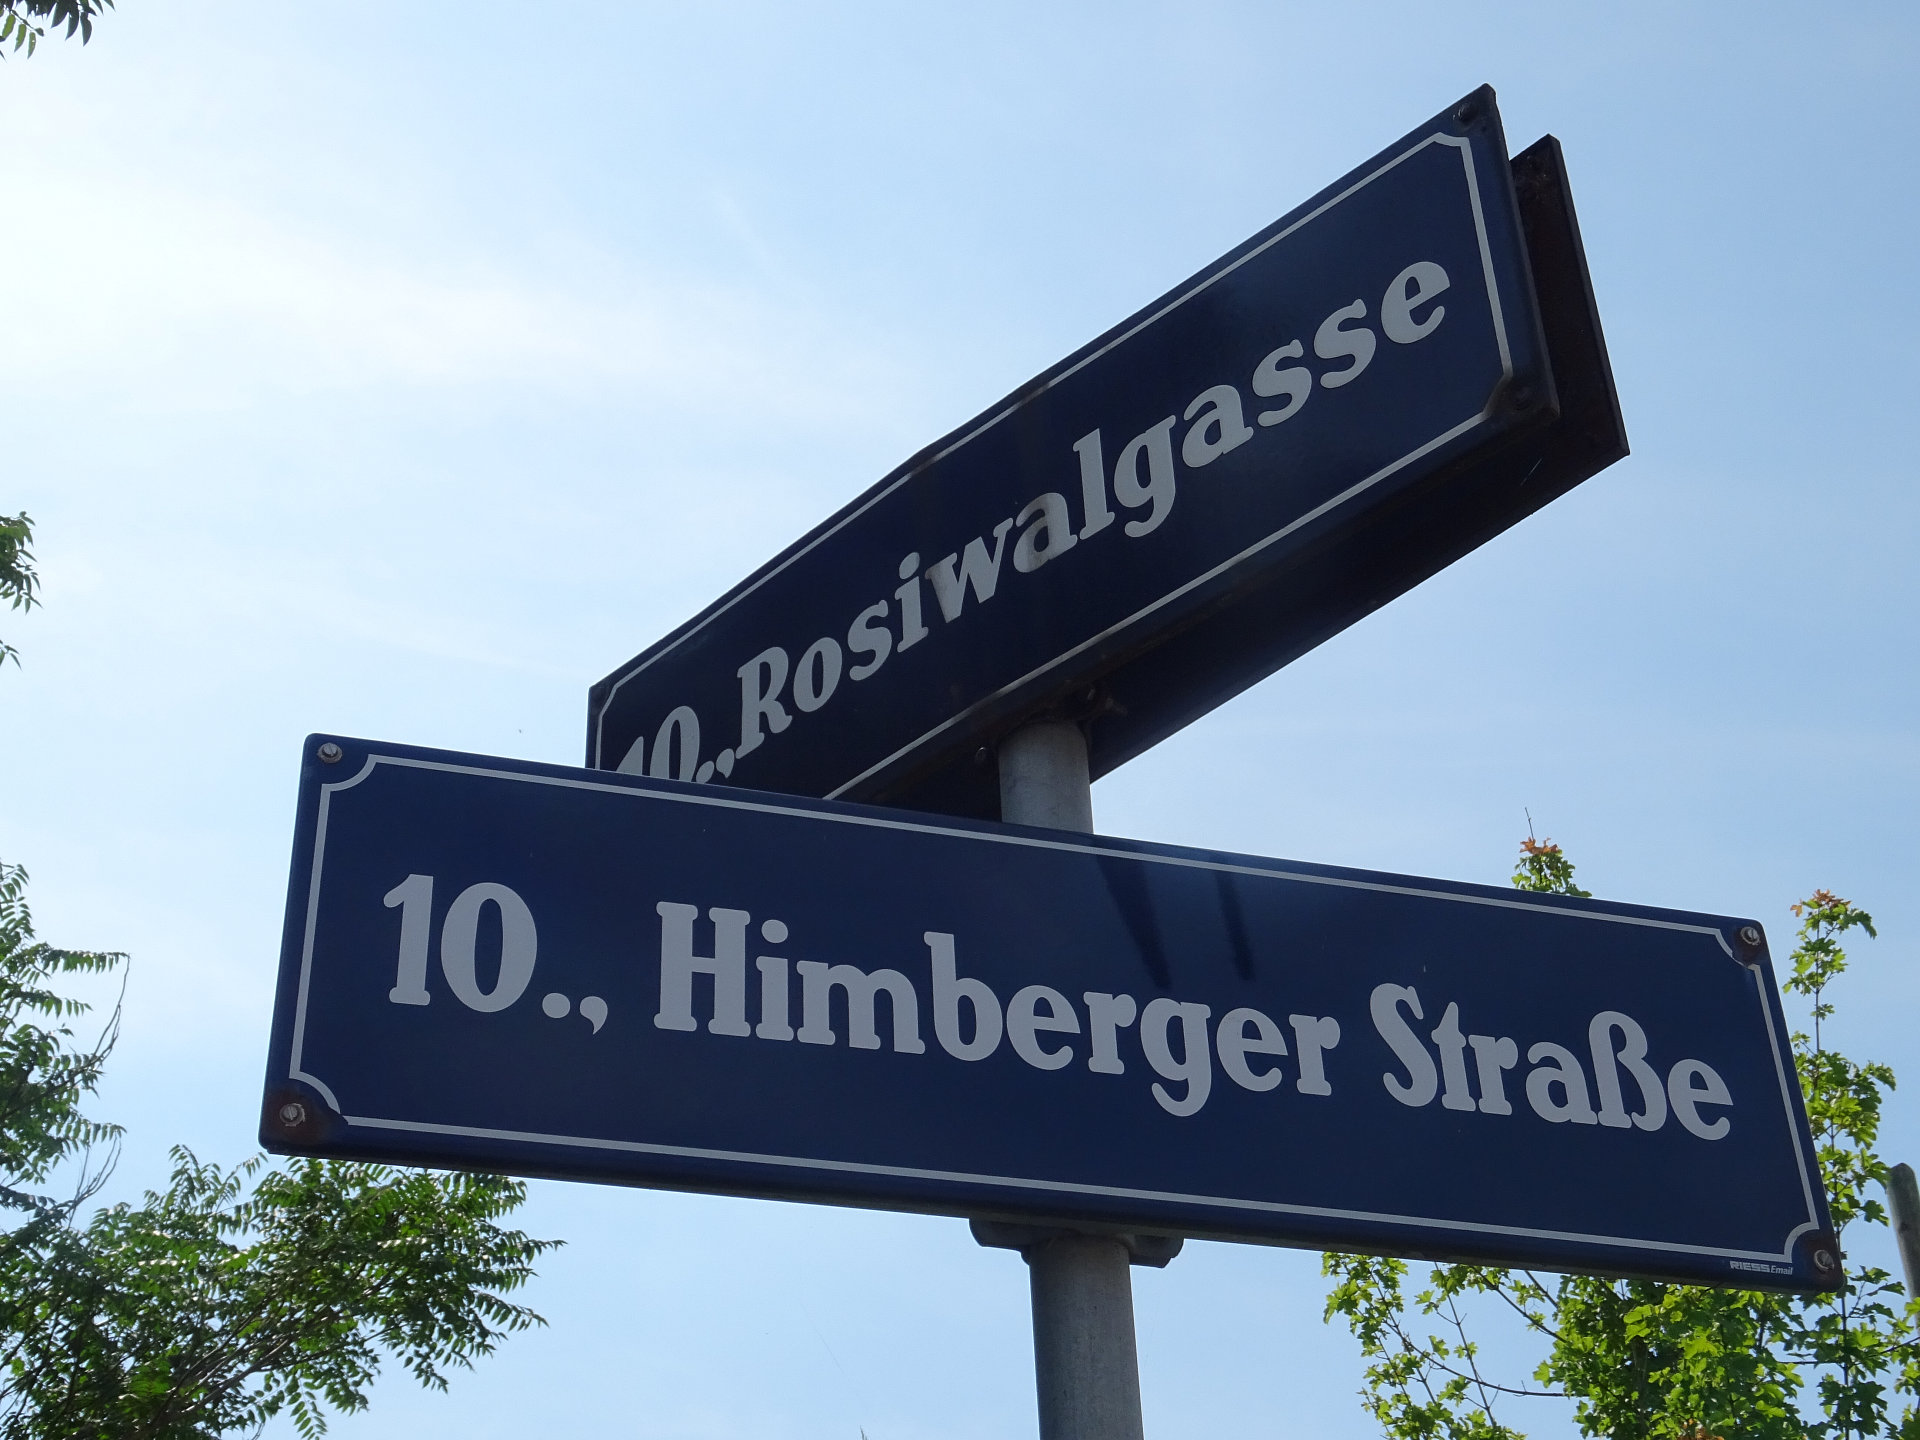 10., Rosiwalgasse
10., Himberger Straße
RIESS Email